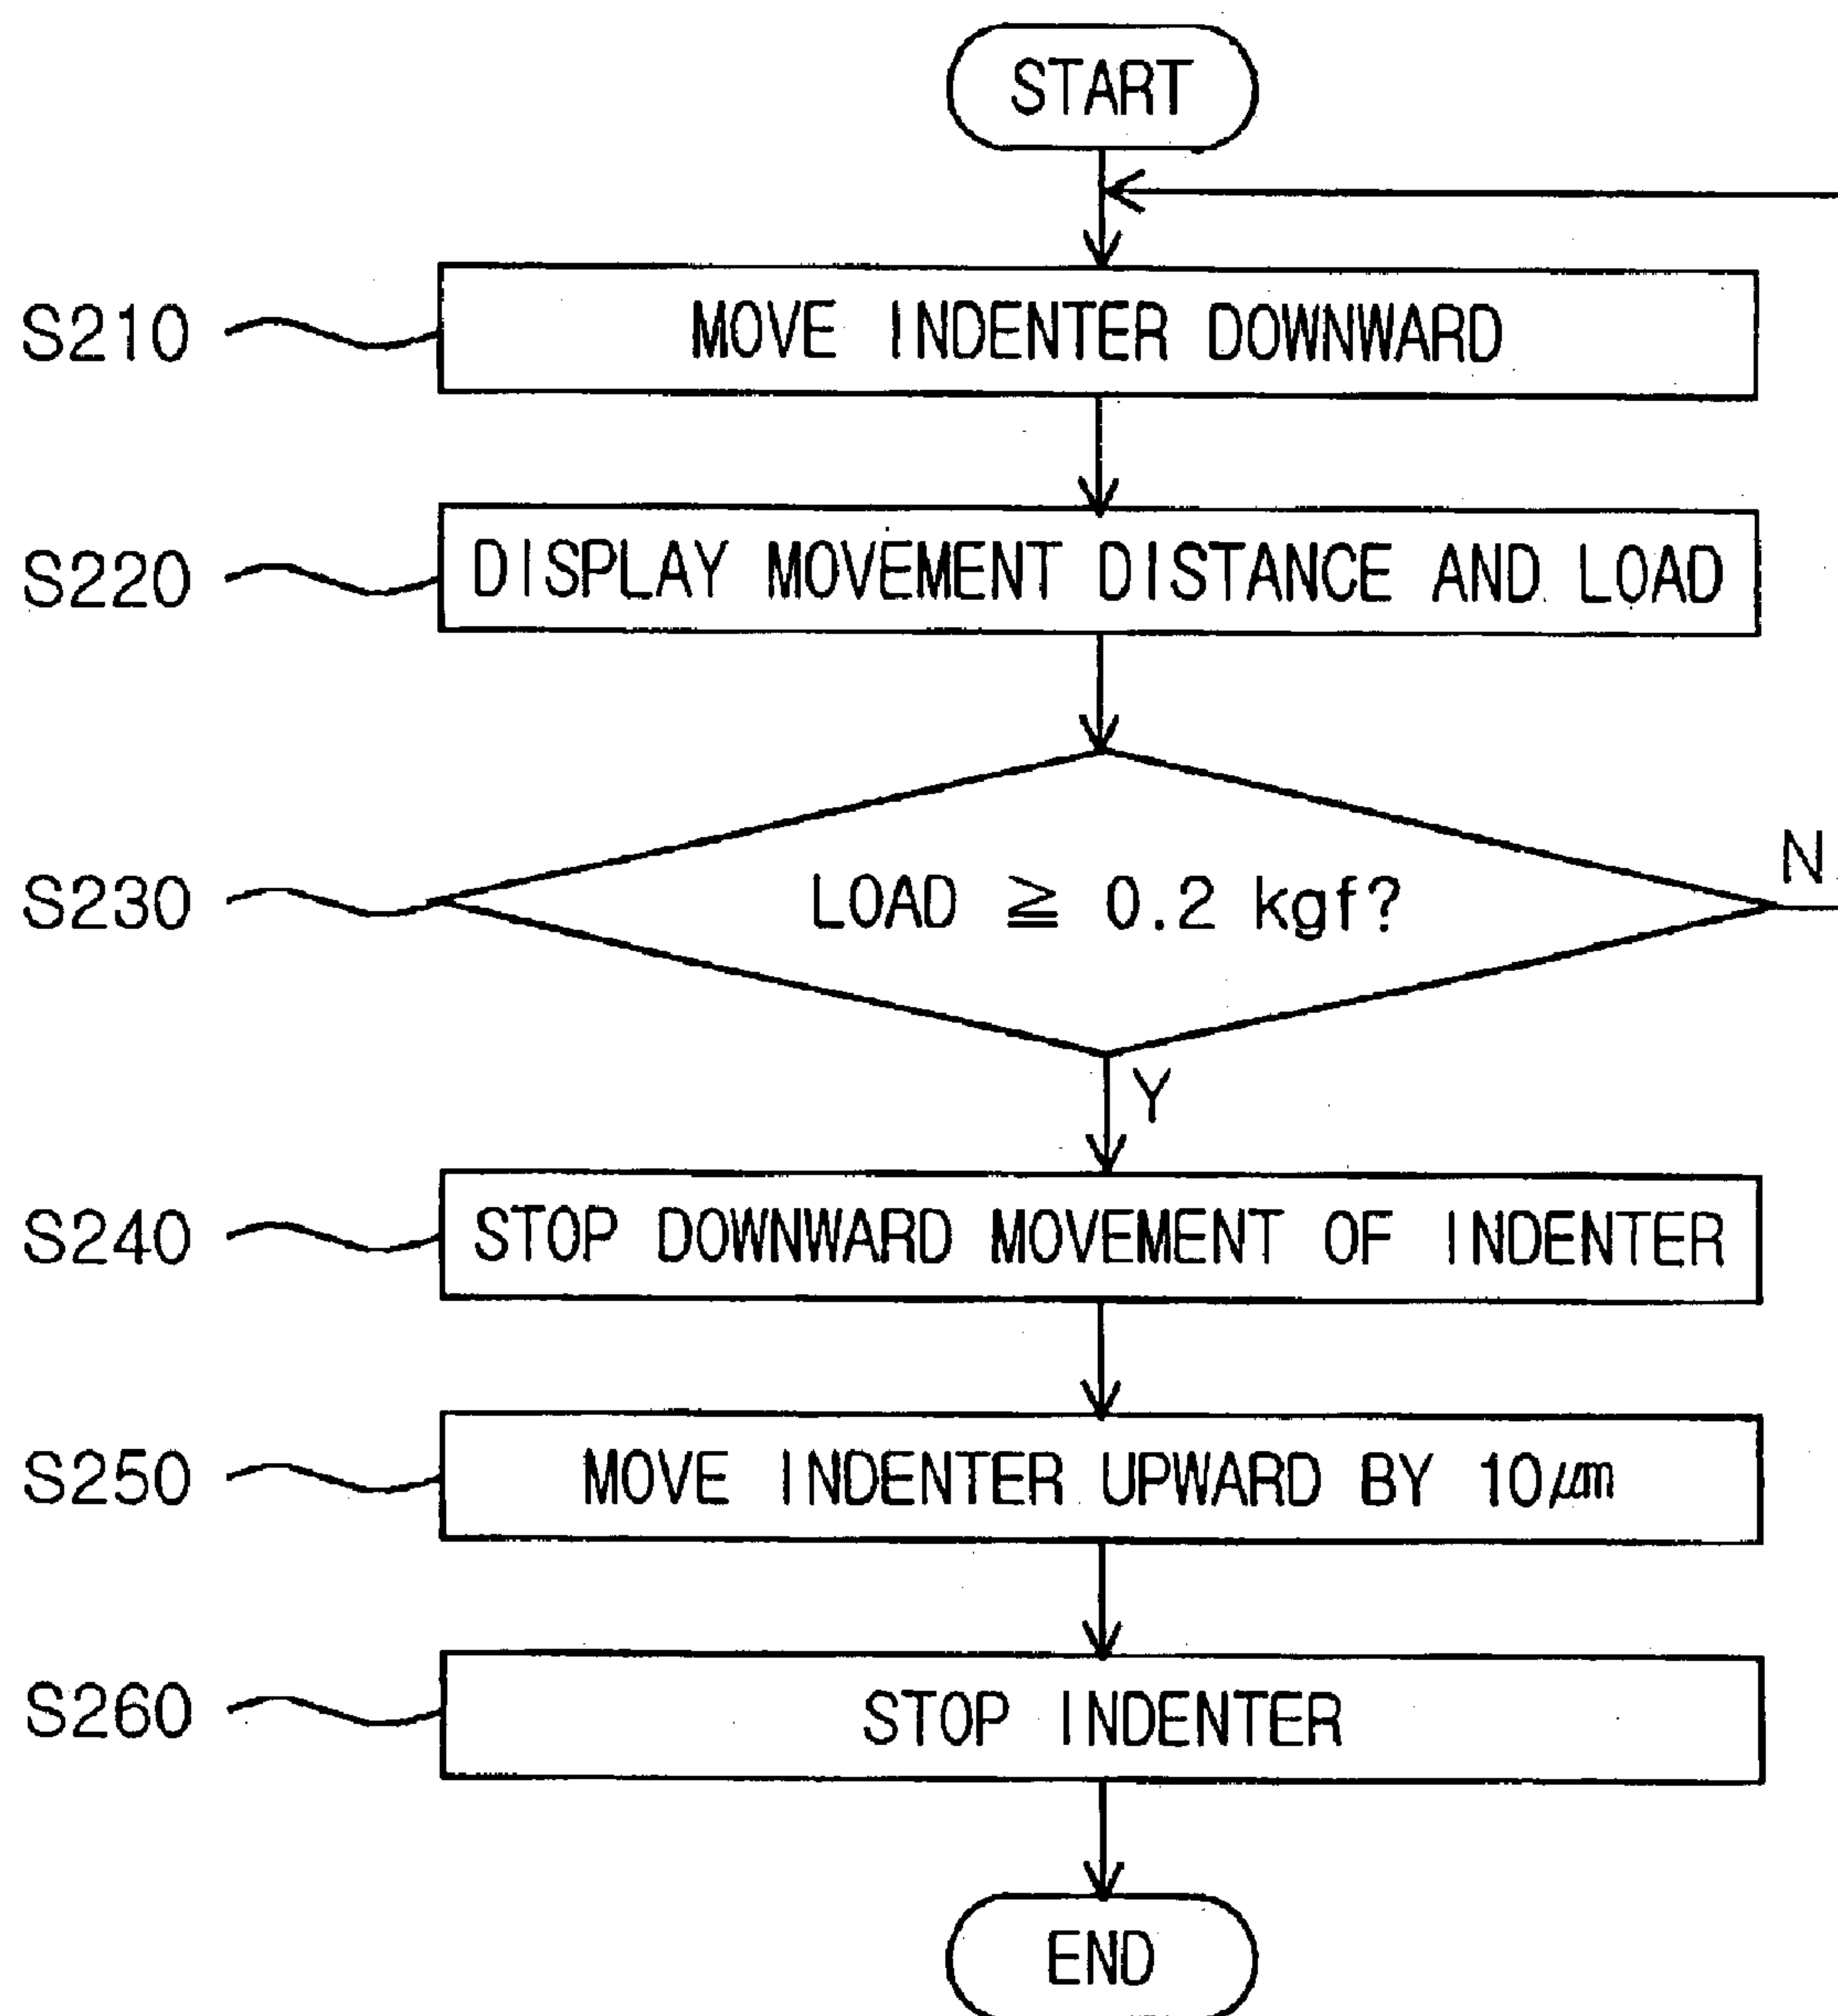 START
S210 MOVE INDENTER DOWNWARD
S220 DISPLAY MOVEMENT DISTANCE AND LOAD
S230 LOAD ≧ 0.2 kgf?
N
Y
S240 STOP DOWNWARD MOVEMENT OF INDENTER
S250 MOVE INDENTER UPWARD BY 10㎛
S260 STOP INDENTER
END